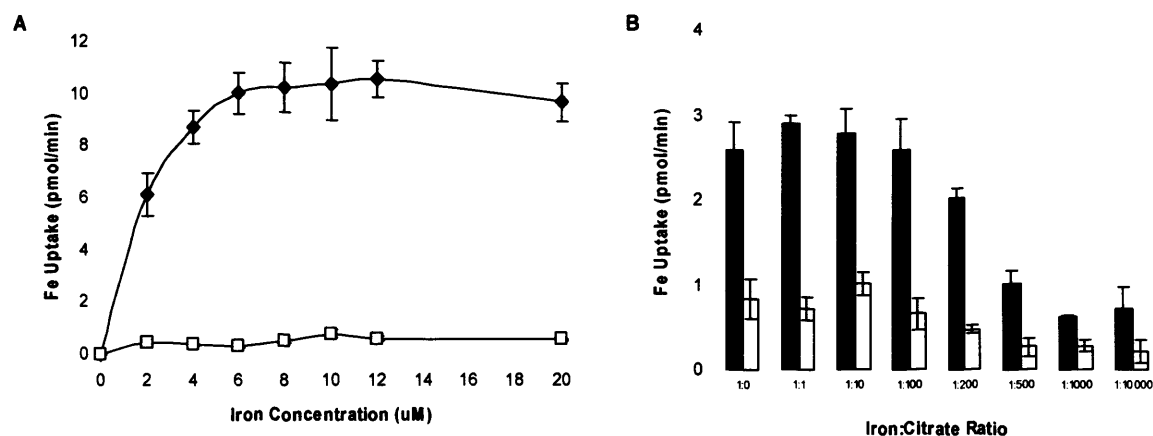 A
Fe Uptake (pmol/min)
12
10
8
6
4
2
0
0 2 4 6 8 10 12 14 16 18 20
Iron Concentration (uM)
B
Fe Uptake (pmol/min)
4
3
2
1
0
1:0 1:1 1:10 1:100 1:200 1:500 1:1000 1:10000
Iron:Citrate Ratio